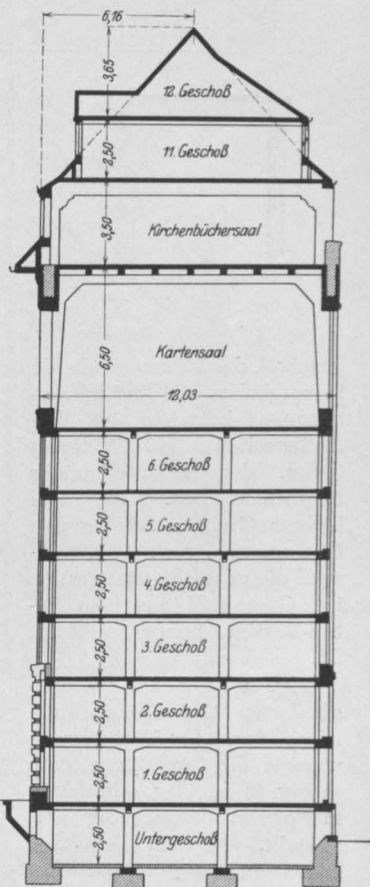 6,16
3,65
12. Geschoß
2,50
11. Geschoß
3,50
Kirchenbüchersaal
6,50
Kartensaal
12,03
2,50
6. Geschoß
2,50
5. Geschoß
2,50
4. Geschoß
2,50
3. Geschoß
2,50
2. Geschoß
2,50
1. Geschoß
2,50
Untergeschoß